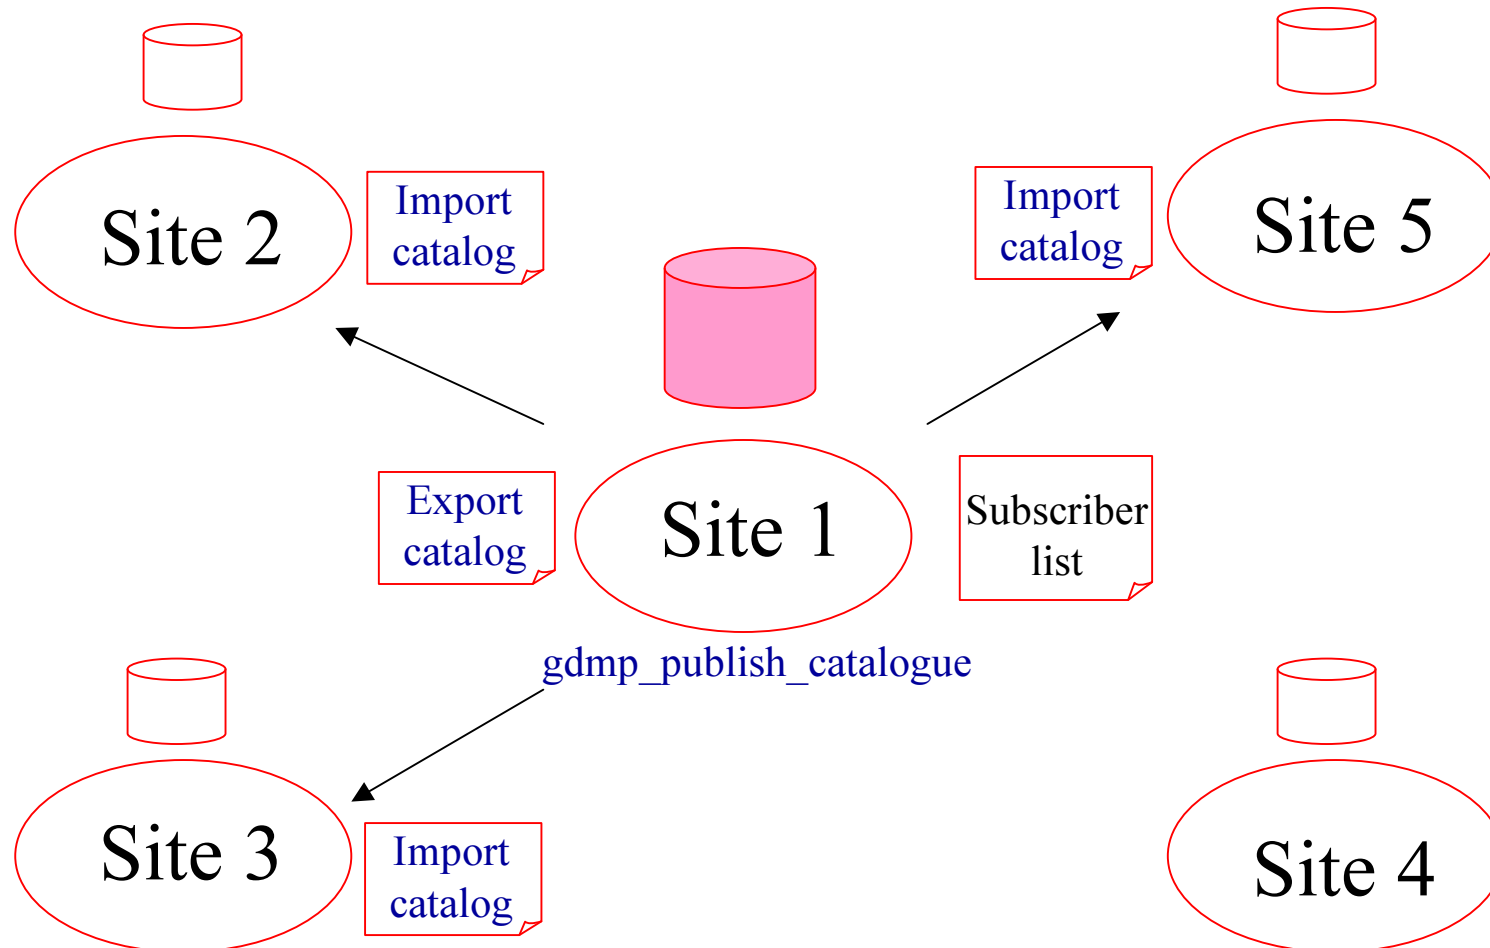 Site 2
Import
catalog
Import
catalog
Site 5
Export
catalog
Site 1
Subscriber
list
gdmp_publish_catalogue
Site 3
Import
catalog
Site 4